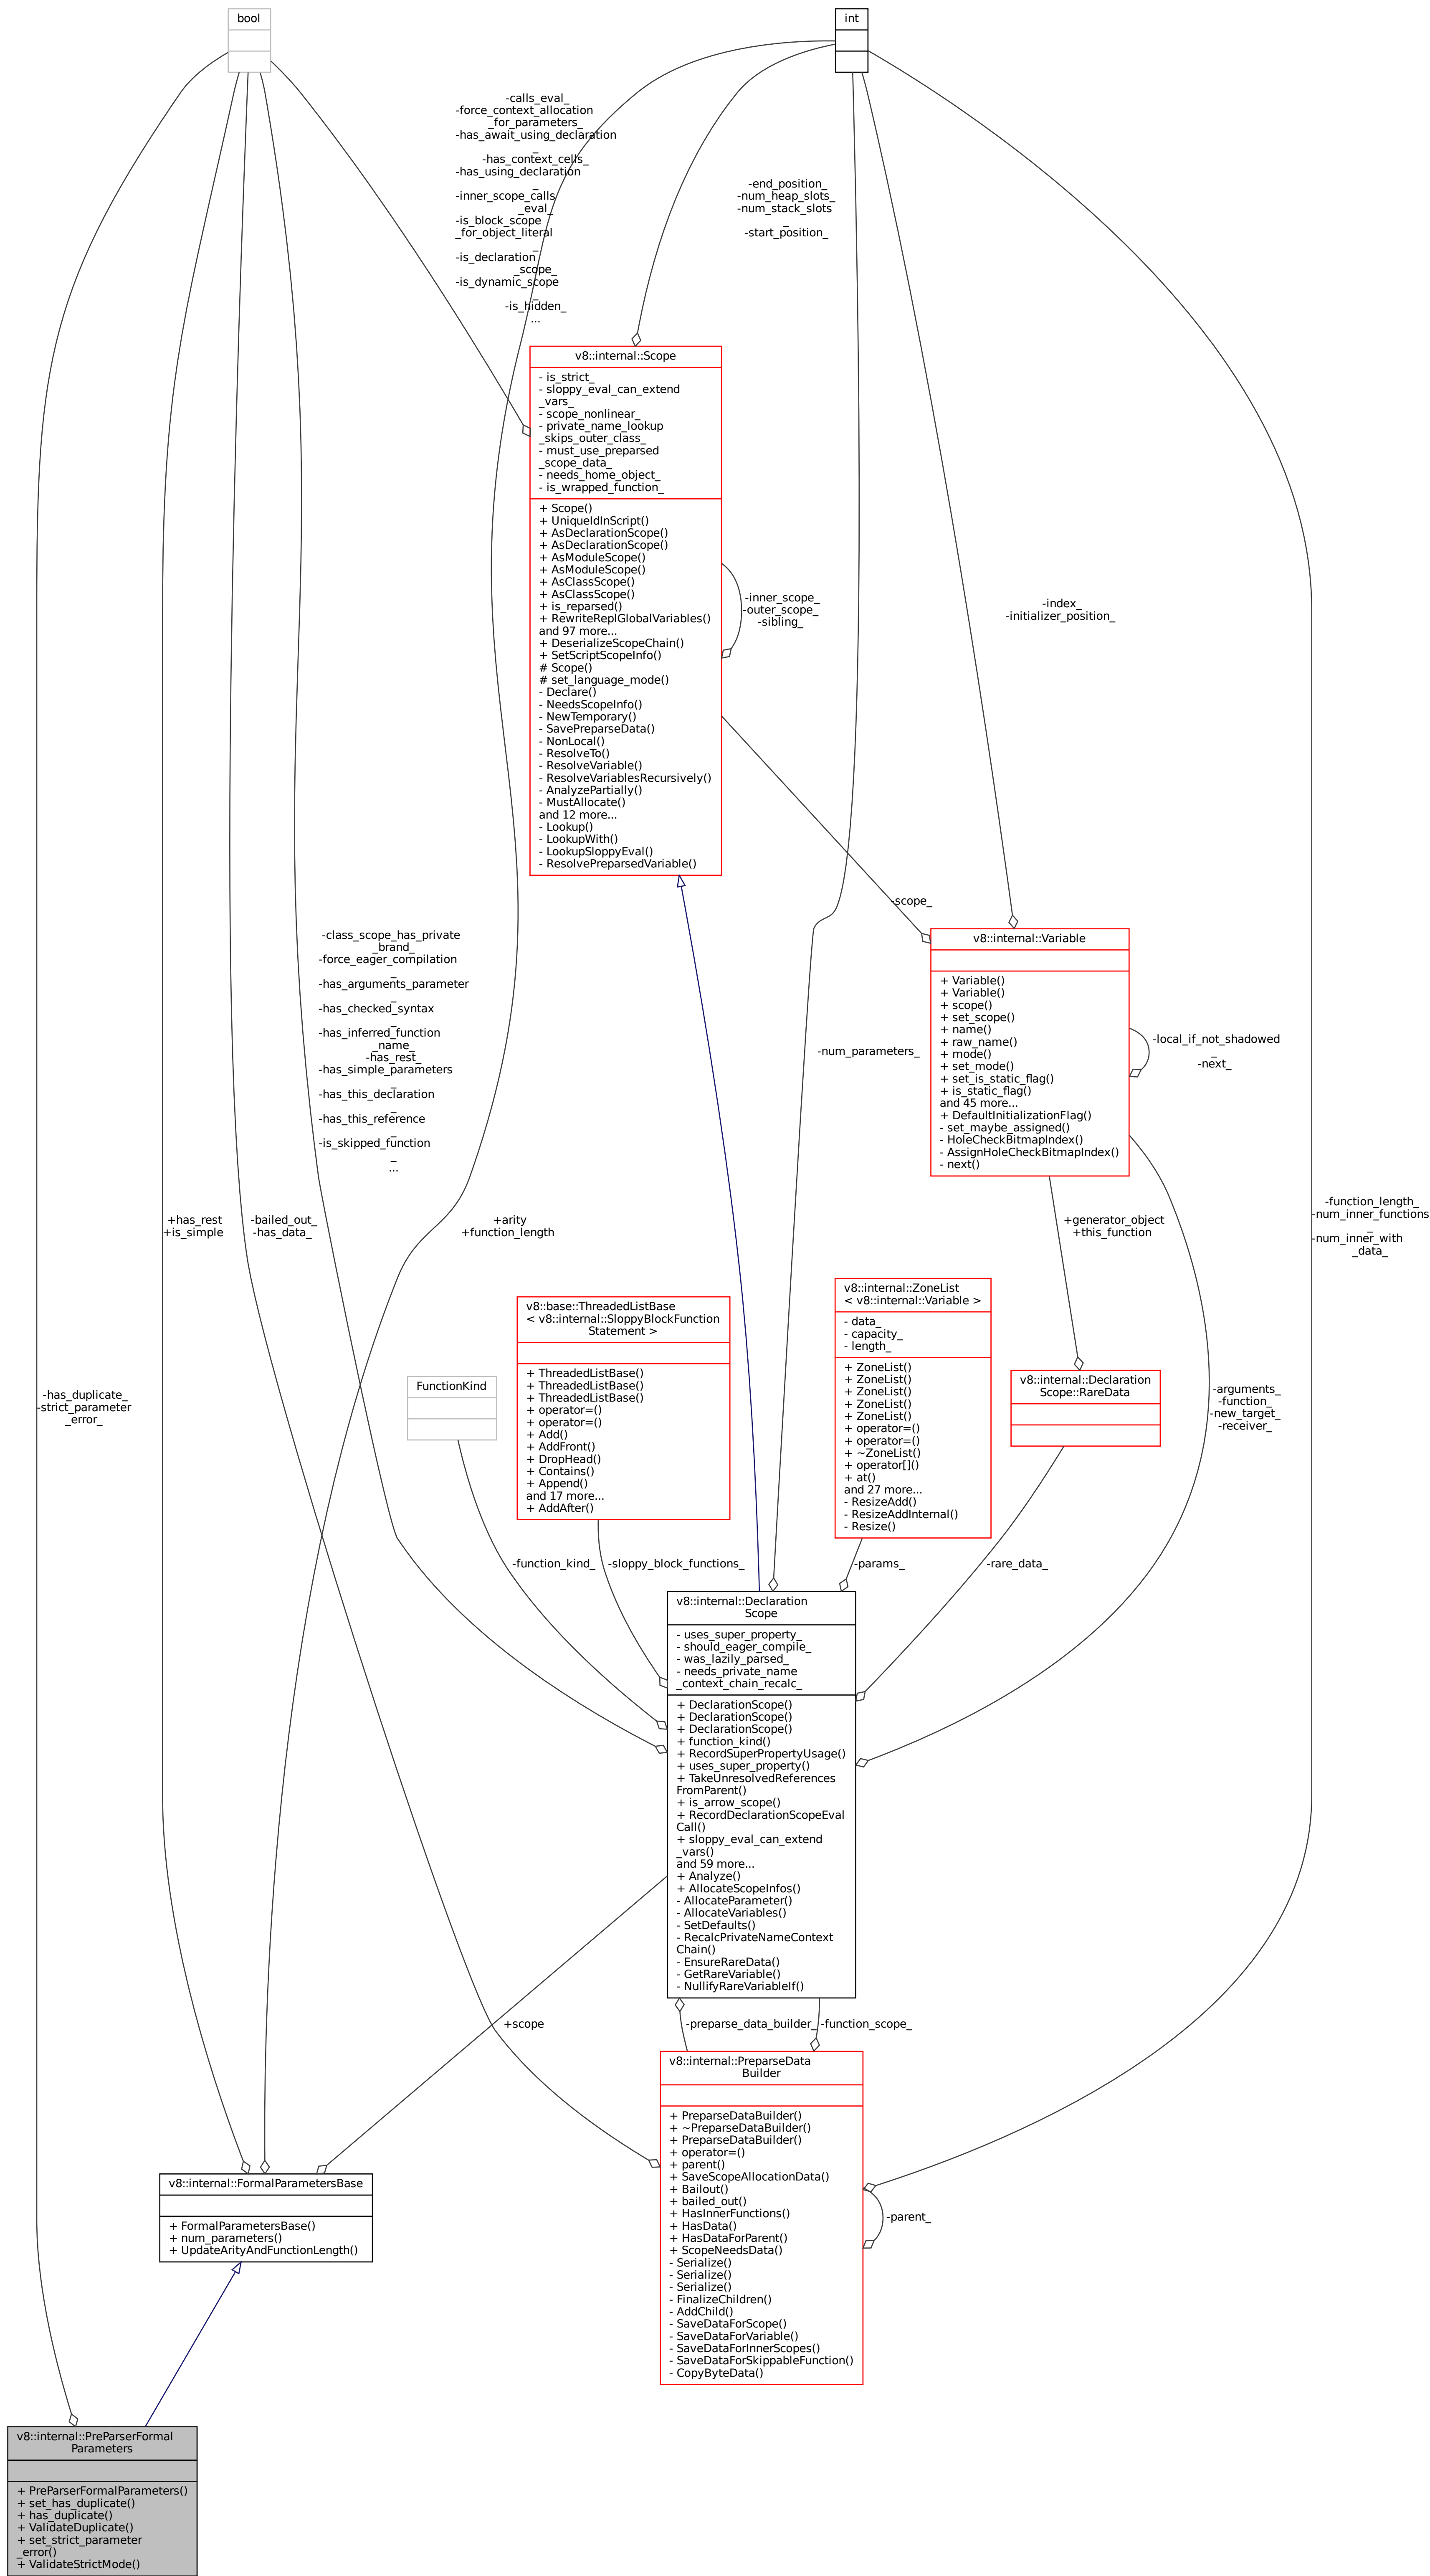 bool
int
-calls_eval_
-force_context_allocation
_for_parameters_
-has_await_using_declaration
_
-has_context_cells_
-has_using_declaration
_
-inner_scope_calls
_eval_
-is_block_scope
_for_object_literal
_
-is_declaration
_scope_
-is_dynamic_scope
_
-is_hidden_
...
-end_position_
-num_heap_slots_
-num_stack_slots
_
-start_position_
v8::internal::Scope
- is_strict_
- sloppy_eval_can_extend
_vars_
- scope_nonlinear_
- private_name_lookup
_skips_outer_class_
- must_use_preparsed
_scope_data_
- needs_home_object_
- is_wrapped_function_
+ Scope()
+ UniqueIdInScript()
+ AsDeclarationScope()
+ AsDeclarationScope()
+ AsModuleScope()
+ AsModuleScope()
+ AsClassScope()
+ AsClassScope()
+ is_reparsed()
+ RewriteReplGlobalVariables()
and 97 more...
+ DeserializeScopeChain()
+ SetScriptScopeInfo()
# Scope()
# set_language_mode()
- Declare()
- NeedsScopeInfo()
- NewTemporary()
- SavePreparseData()
- NonLocal()
- ResolveTo()
- ResolveVariable()
- ResolveVariablesRecursively()
- AnalyzePartially()
- MustAllocate()
and 12 more...
- Lookup()
- LookupWith()
- LookupSloppyEval()
- ResolvePreparsedVariable()
-inner_scope_
-outer_scope_
-sibling_
-index_
-initializer_position_
-scope_
v8::internal::Variable
+ Variable()
+ Variable()
+ scope()
+ set_scope()
+ name()
+ raw_name()
+ mode()
+ set_mode()
+ set_is_static_flag()
+ is_static_flag()
and 45 more...
+ DefaultInitializationFlag()
- set_maybe_assigned()
- HoleCheckBitmapIndex()
- AssignHoleCheckBitmapIndex()
- next()
-local_if_not_shadowed
_
-next_
-class_scope_has_private
_brand_
-force_eager_compilation
_
-has_arguments_parameter
_
-has_checked_syntax
_
-has_inferred_function
_name_
-has_rest_
-has_simple_parameters
_
-has_this_declaration
_
-has_this_reference
_
-is_skipped_function
_
...
-num_parameters_
+has_rest
+is_simple
-bailed_out_
-has_data_
+arity
+function_length
+generator_object
+this_function
-function_length_
-num_inner_functions
_
-num_inner_with
_data_
-has_duplicate_
-strict_parameter
_error_
FunctionKind
v8::base::ThreadedListBase
< v8::internal::SloppyBlockFunction
Statement >
+ ThreadedListBase()
+ ThreadedListBase()
+ ThreadedListBase()
+ operator=()
+ operator=()
+ Add()
+ AddFront()
+ DropHead()
+ Contains()
+ Append()
and 17 more...
+ AddAfter()
v8::internal::ZoneList
< v8::internal::Variable >
- data_
- capacity_
- length_
+ ZoneList()
+ ZoneList()
+ ZoneList()
+ ZoneList()
+ ZoneList()
+ operator=()
+ operator=()
+ ~ZoneList()
+ operator[]()
+ at()
and 27 more...
- ResizeAdd()
- ResizeAddInternal()
- Resize()
v8::internal::Declaration
Scope::RareData
-arguments_
-function_
-new_target_
-receiver_
-function_kind_
-sloppy_block_functions_
-params_
-rare_data_
v8::internal::Declaration
Scope
- uses_super_property_
- should_eager_compile_
- was_lazily_parsed_
- needs_private_name
_context_chain_recalc_
+ DeclarationScope()
+ DeclarationScope()
+ DeclarationScope()
+ function_kind()
+ RecordSuperPropertyUsage()
+ uses_super_property()
+ TakeUnresolvedReferences
FromParent()
+ is_arrow_scope()
+ RecordDeclarationScopeEval
Call()
+ sloppy_eval_can_extend
_vars()
and 59 more...
+ Analyze()
+ AllocateScopeInfos()
- AllocateParameter()
- AllocateVariables()
- SetDefaults()
- RecalcPrivateNameContext
Chain()
- EnsureRareData()
- GetRareVariable()
- NullifyRareVariableIf()
+scope
-preparse_data_builder_
-function_scope_
v8::internal::PreparseData
Builder
+ PreparseDataBuilder()
+ ~PreparseDataBuilder()
+ PreparseDataBuilder()
+ operator=()
+ parent()
+ SaveScopeAllocationData()
+ Bailout()
+ bailed_out()
+ HasInnerFunctions()
+ HasData()
+ HasDataForParent()
+ ScopeNeedsData()
- Serialize()
- Serialize()
- Serialize()
- FinalizeChildren()
- AddChild()
- SaveDataForScope()
- SaveDataForVariable()
- SaveDataForInnerScopes()
- SaveDataForSkippableFunction()
- CopyByteData()
-parent_
v8::internal::FormalParametersBase
+ FormalParametersBase()
+ num_parameters()
+ UpdateArityAndFunctionLength()
v8::internal::PreParserFormal
Parameters
+ PreParserFormalParameters()
+ set_has_duplicate()
+ has_duplicate()
+ ValidateDuplicate()
+ set_strict_parameter
_error()
+ ValidateStrictMode()